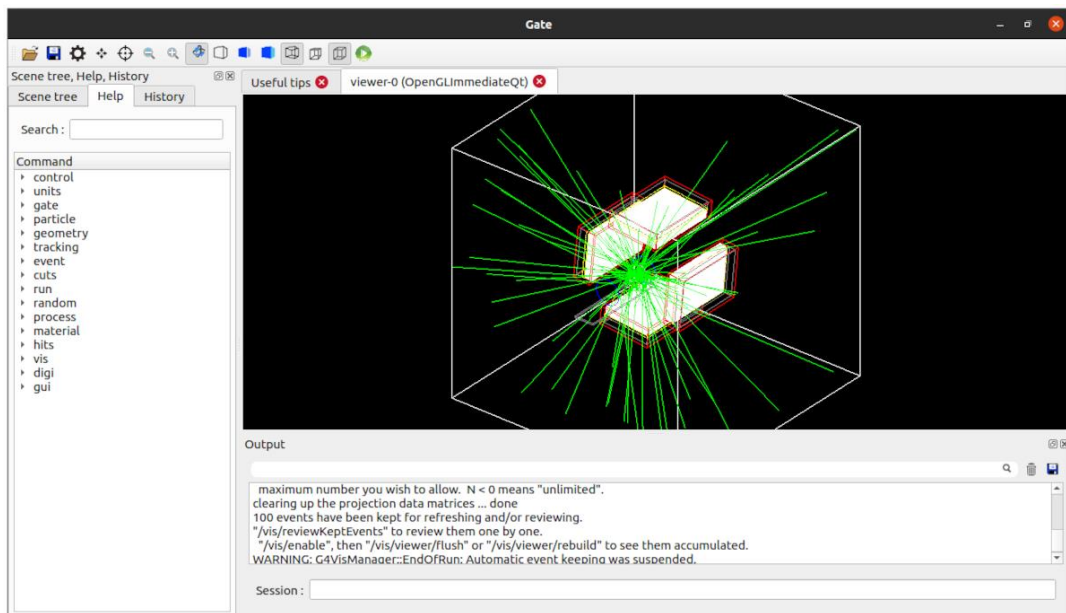 Gate
Scene tree, Help, History
Useful tips
viewer-0 (OpenGLImmediateQt)
Scene tree
Help
History
Search :
Command
control
units
gate
particle
geometry
tracking
event
cuts
run
random
process
material
hits
vis
digi
gui
Output
maximum number you wish to allow.  N < 0 means "unlimited".
clearing up the projection data matrices ... done
100 events have been kept for refreshing and/or reviewing.
"/vis/reviewKeptEvents" to review them one by one.
"/vis/enable", then "/vis/viewer/flush" or "/vis/viewer/rebuild" to see them accumulated.
WARNING: G4VisManager::EndOfRun: Automatic event keeping was suspended.
Session :